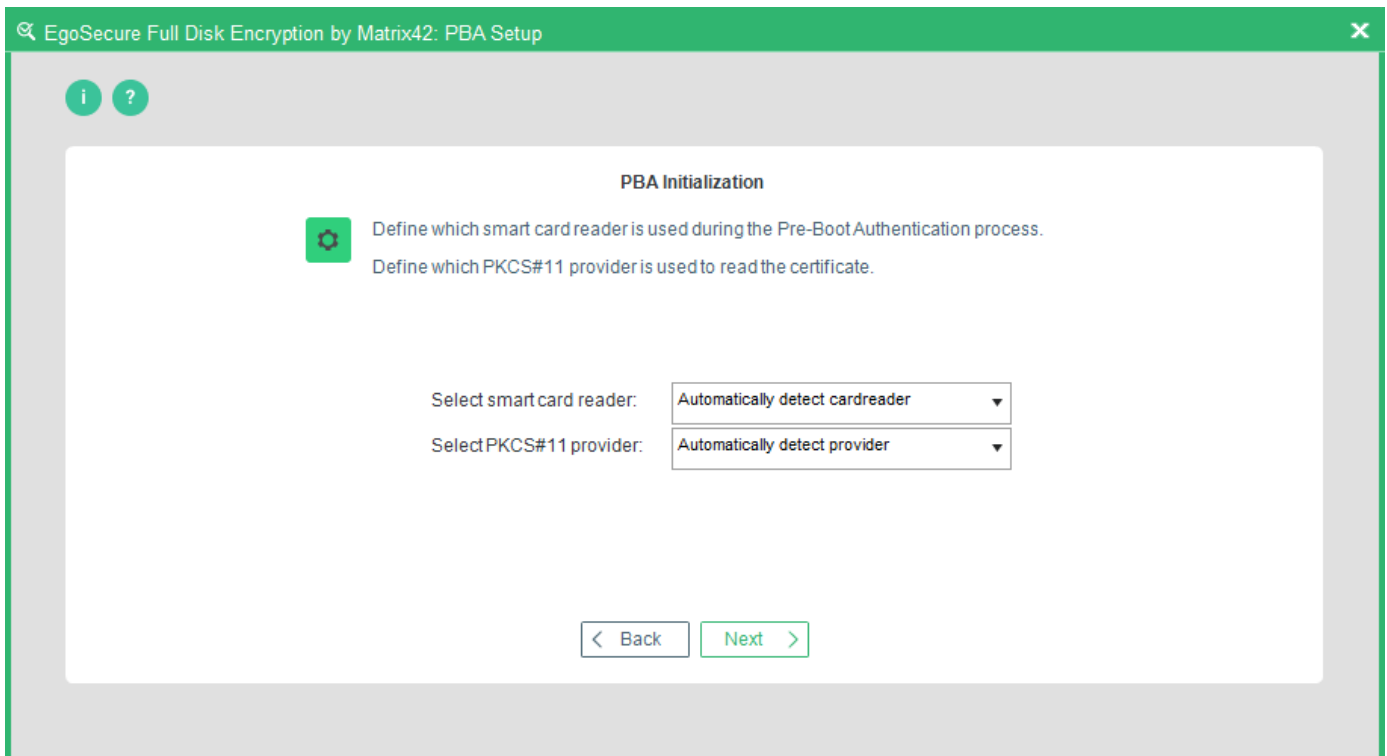 EgoSecure Full Disk Encryption by Matrix42: PBA Setup
i ?
PBA Initialization
Define which smart card reader is used during the Pre-Boot Authentication process.
Define which PKCS#11 provider is used to read the certificate.
Select smart card reader: Automatically detect cardreader
Select PKCS#11 provider: Automatically detect provider
Back Next